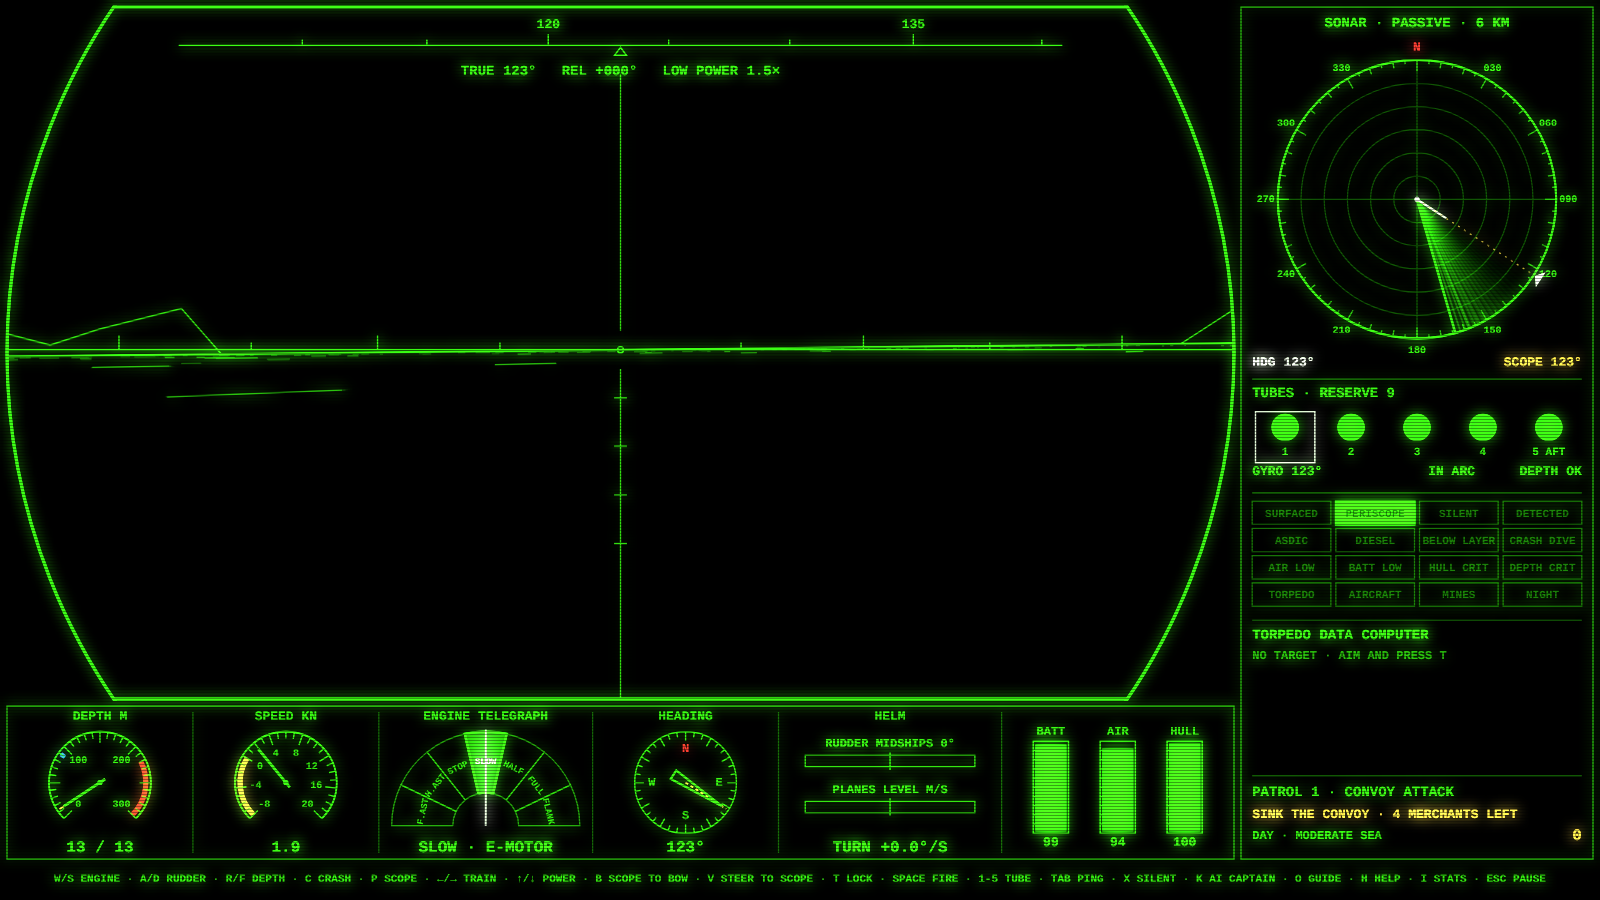 120 135
TRUE 123° REL +000° LOW POWER 1.5×
SONAR · PASSIVE · 6 KM
N
330 030
300 060
270 090
240 120
210 150
180
HDG 123° SCOPE 123°
TUBES · RESERVE 9
1 2 3 4 5 AFT
GYRO 123° IN ARC DEPTH OK
SURFACED PERISCOPE SILENT DETECTED
ASDIC DIESEL BELOW LAYER CRASH DIVE
AIR LOW BATT LOW HULL CRIT DEPTH CRIT
TORPEDO AIRCRAFT MINES NIGHT
TORPEDO DATA COMPUTER
NO TARGET · AIM AND PRESS T
PATROL 1 · CONVOY ATTACK
SINK THE CONVOY · 4 MERCHANTS LEFT
DAY · MODERATE SEA 0
DEPTH M
0 100 200 300
13 / 13
SPEED KN
-8 -4 0 4 8 12 16 20
1.9
ENGINE TELEGRAPH
F.AST H.AST STOP SLOW HALF FULL FLANK
SLOW · E-MOTOR
HEADING
N
W E
S
123°
HELM
RUDDER MIDSHIPS 0°
PLANES LEVEL M/S
TURN +0.0°/S
BATT AIR HULL
99 94 100
W/S ENGINE · A/D RUDDER · R/F DEPTH · C CRASH · P SCOPE · ←/→ TRAIN · ↑/↓ POWER · B SCOPE TO BOW · V STEER TO SCOPE · T LOCK · SPACE FIRE · 1-5 TUBE · TAB PING · X SILENT · K AI CAPTAIN · O GUIDE · H HELP · I STATS · ESC PAUSE